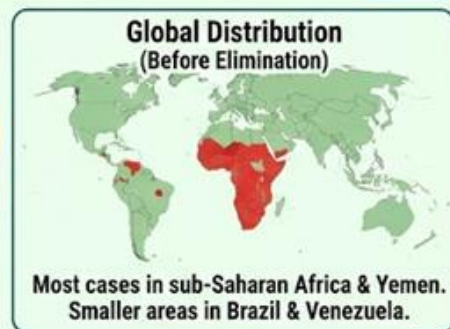 Global Distribution
(Before Elimination)
Most cases in sub-Saharan Africa & Yemen.
Smaller areas in Brazil & Venezuela.